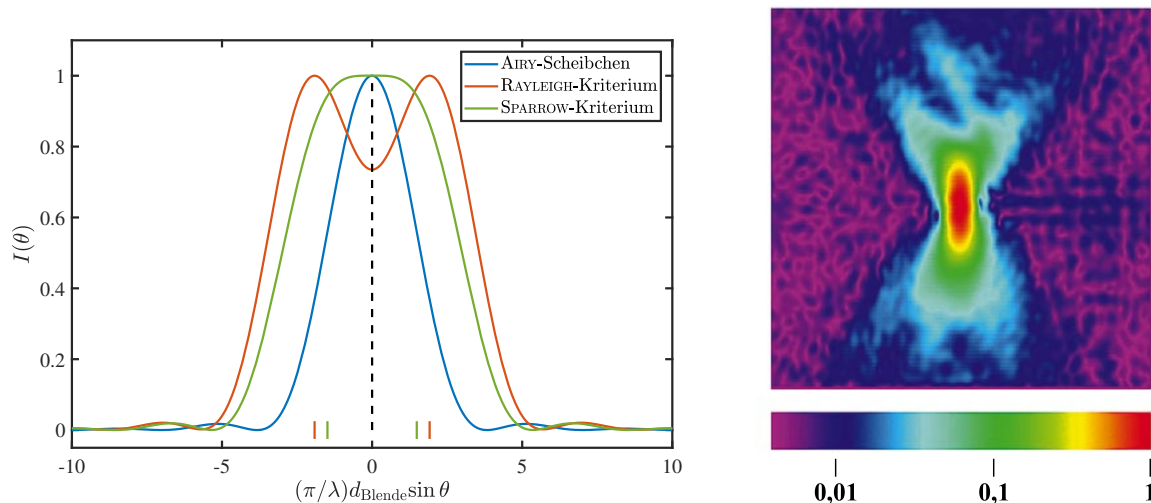 1
0.8
0.6
0.4
0.2
0
I(θ)
-10
-5
0
5
10
(π/λ)d_Blende sin θ
AIRY-Scheibchen
RAYLEIGH-Kriterium
SPARROW-Kriterium
0,01
0,1
1